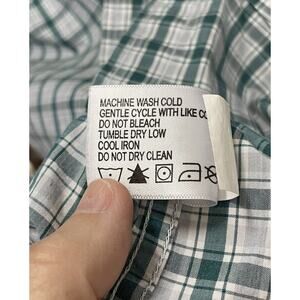 MACHINE WASH COLD
GENTLE CYCLE WITH LIKE
DO NOT BLEACH
TUMBLE DRY LOW
COOL IRON
DO NOT DRY CLEAN